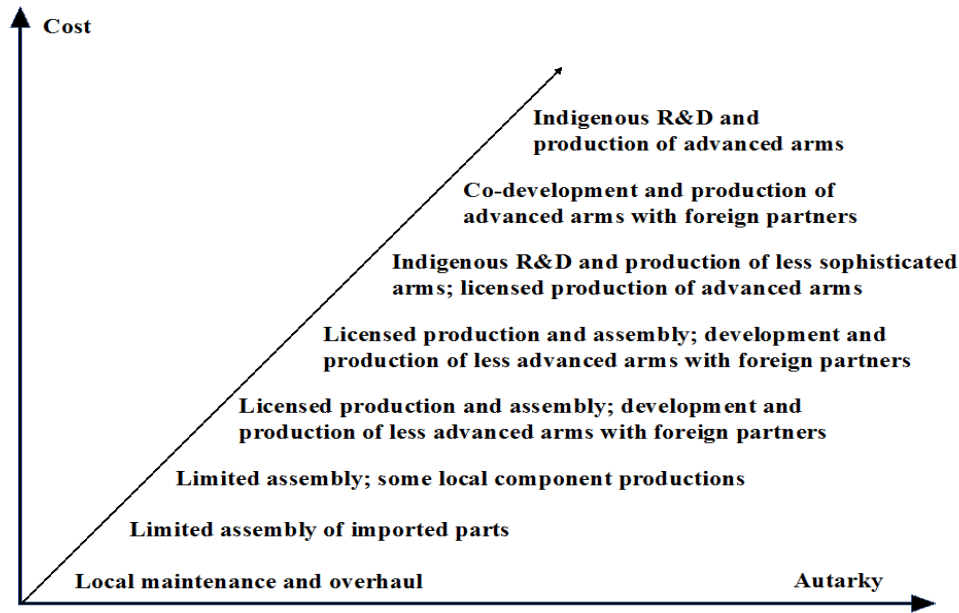 Cost
Indigenous R&D and
production of advanced arms
Co-development and production of
advanced arms with foreign partners
Indigenous R&D and production of less sophisticated
arms; licensed production of advanced arms
Licensed production and assembly; development and
production of less advanced arms with foreign partners
Licensed production and assembly; development and
production of less advanced arms with foreign partners
Limited assembly; some local component productions
Limited assembly of imported parts
Local maintenance and overhaul
Autarky